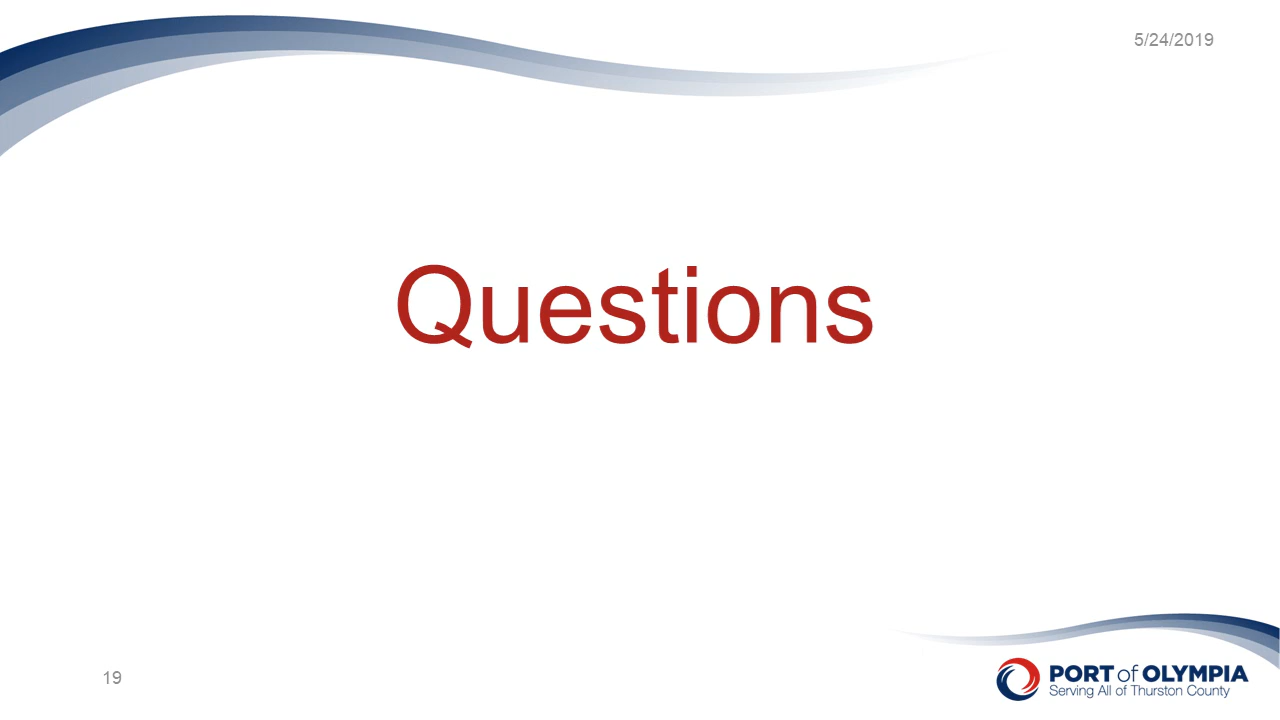 5/24/2019
Questions
19
PORT of OLYMPIA
Serving All of Thurston County